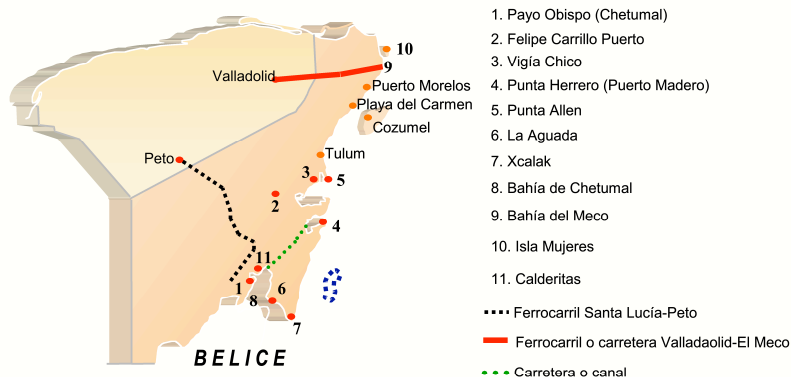 10
9
Valladolid
Puerto Morelos
Playa del Carmen
Cozumel
Peto
Tulum
3
5
2
4
11
1
8
6
7
BELICE
1. Payo Obispo (Chetumal)
2. Felipe Carrillo Puerto
3. Vigía Chico
4. Punta Herrero (Puerto Madero)
5. Punta Allen
6. La Aguada
7. Xcalak
8. Bahía de Chetumal
9. Bahía del Meco
10. Isla Mujeres
11. Calderitas
Ferrocarril Santa Lucía-Peto
Ferrocarril o carretera Valladaolid-El Meco
Carretera o canal